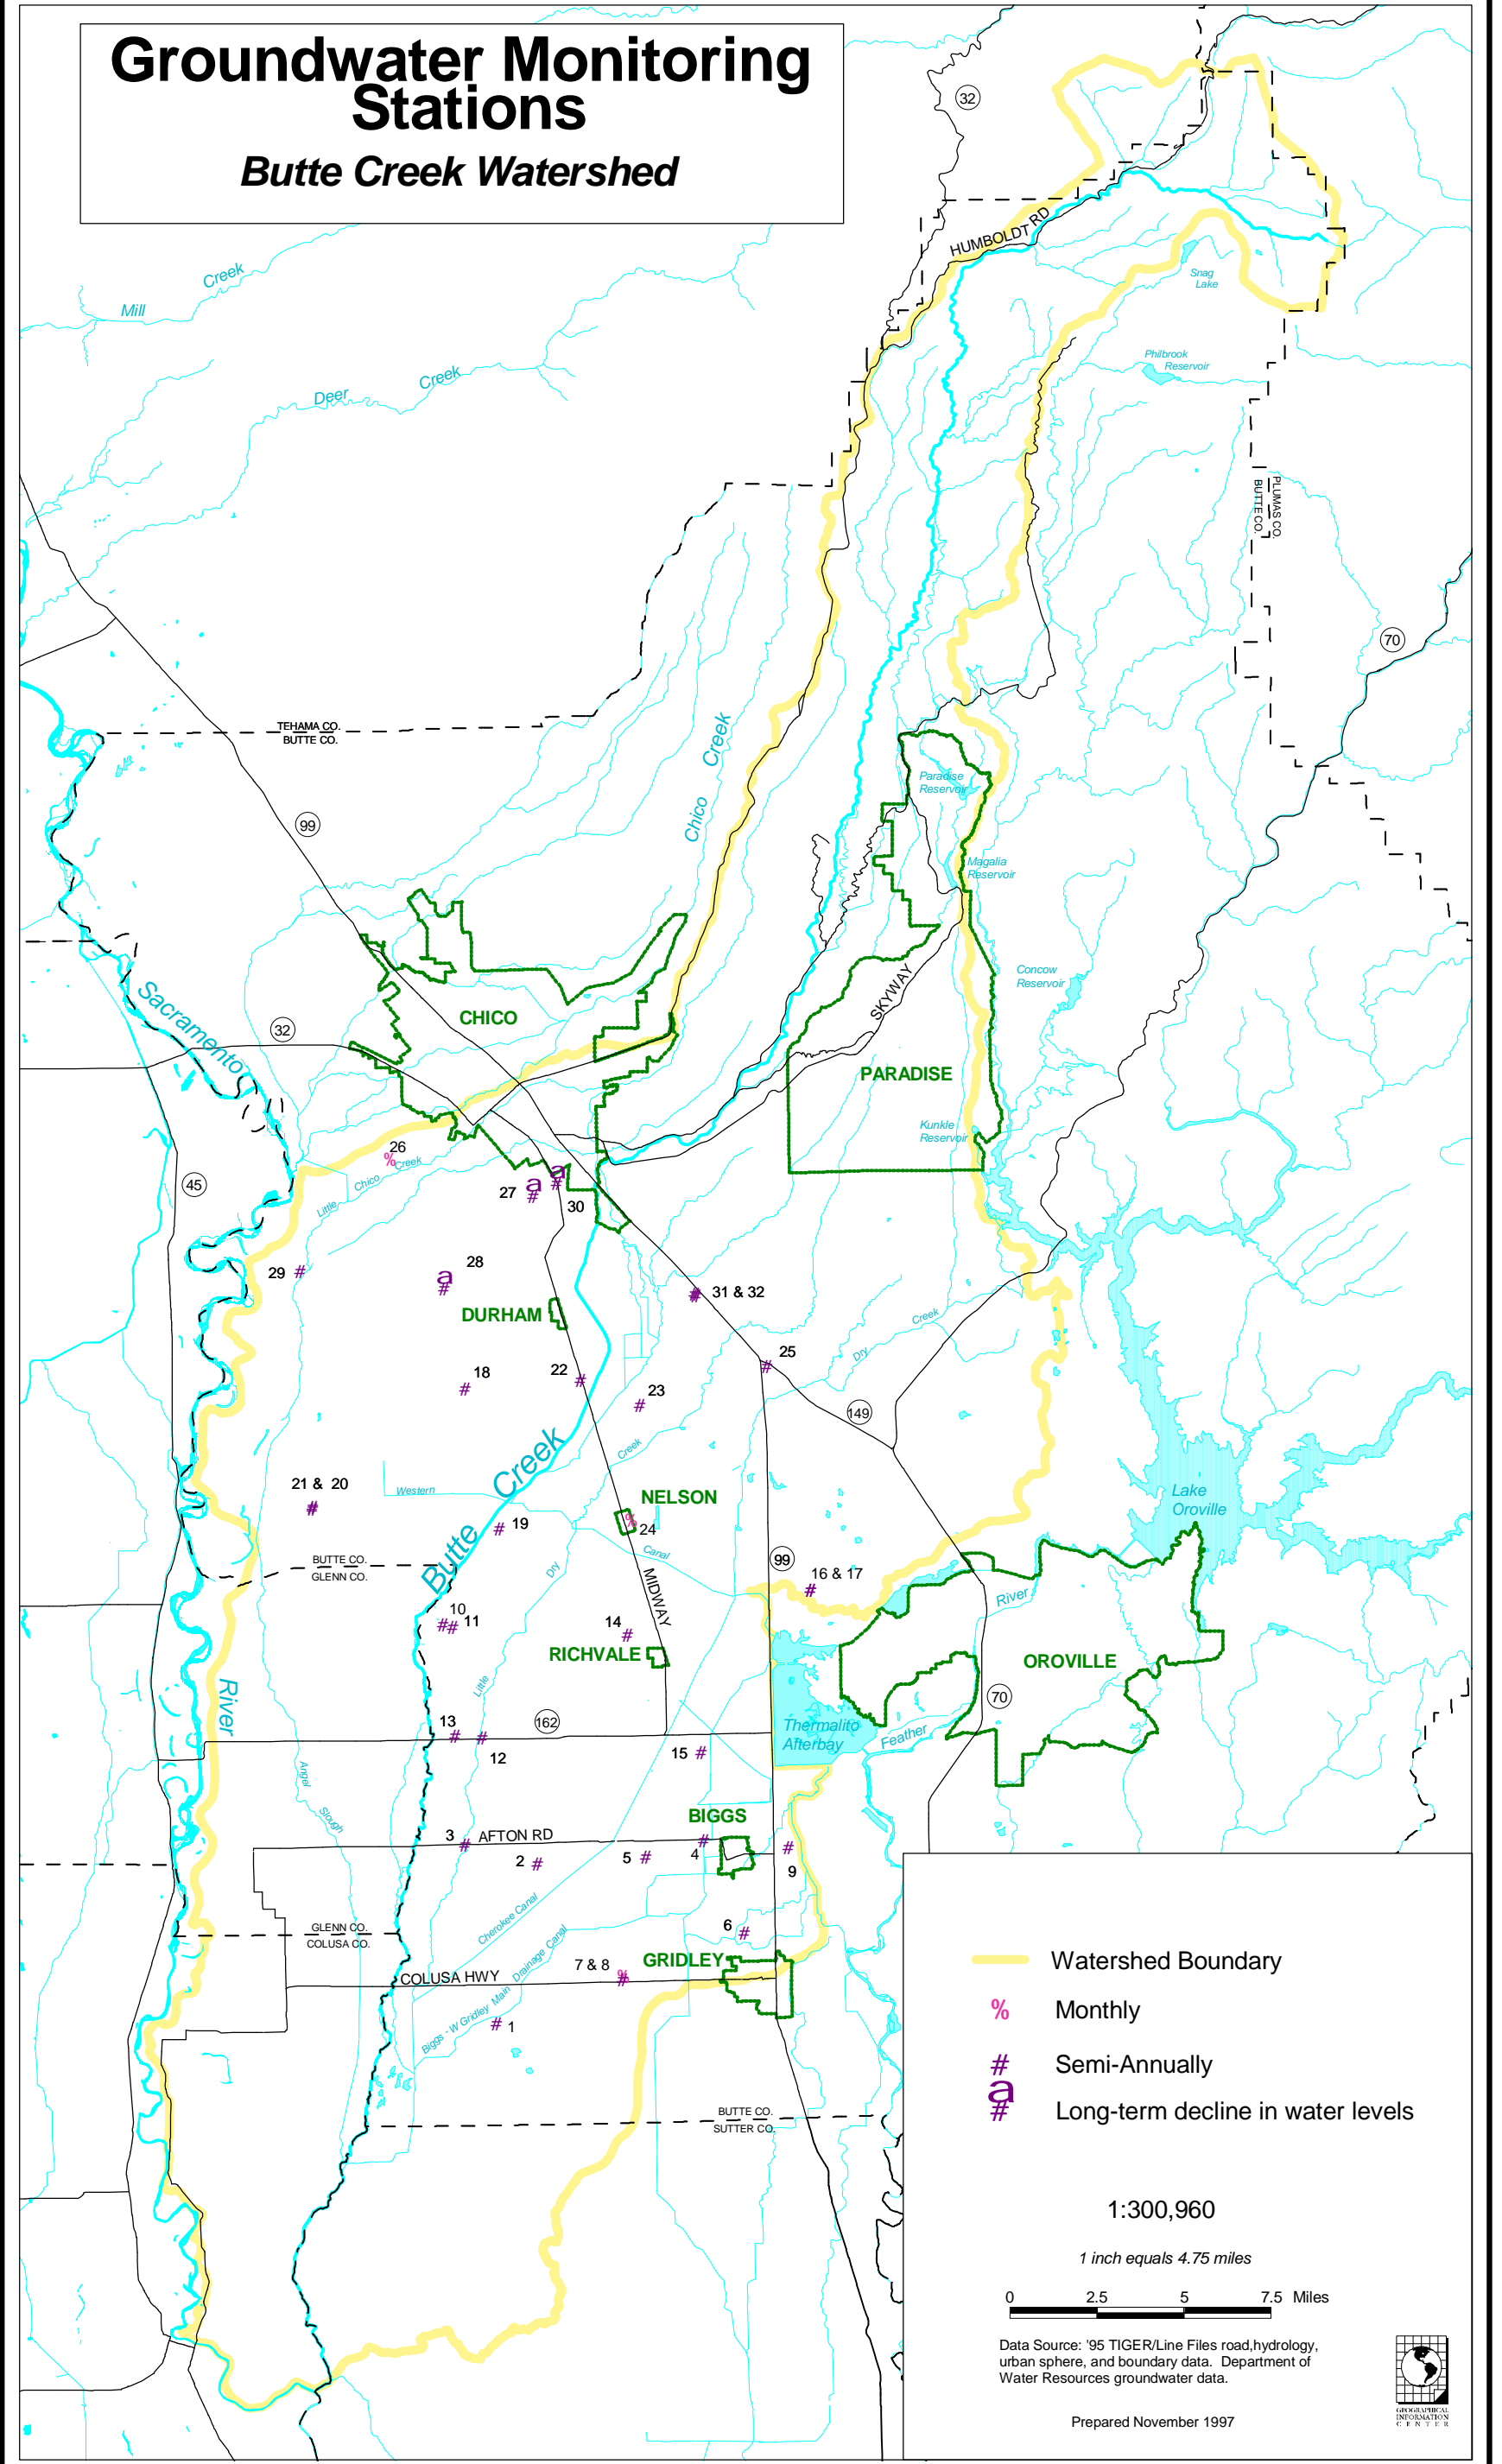 Groundwater Monitoring
Stations
Butte Creek Watershed
32
HUMBOLDT RD
Snag
Lake
Creek
Mill
Philbrook
Reservoir
Deer
Creek
PLUMAS CO.
BUTTE CO.
70
TEHAMA CO.
BUTTE CO.
Creek
Chico
Paradise
Reservoir
99
Magalia
Reservoir
Sacramento
CHICO
SKYWAY
Concow
Reservoir
32
PARADISE
Kunkle
Reservoir
26
%
Creek
Chico
Little
45
a
#
27
a
#
30
29 #
28
a
#
DURHAM
# 31 & 32
Creek
Dry
25
#
18
#
22 #
23
#
149
Creek
Butte
Creek
21 & 20
#
Western
NELSON
%
24
Lake
Oroville
# 19
Canal
Dry
99
BUTTE CO.
GLENN CO.
16 & 17
#
MIDWAY
River
10
##
11
14
#
RICHVALE
OROVILLE
Little
River
70
13
#
#
12
162
Thermalito
Afterbay
Feather
15 #
Angel
Slough
BIGGS
3
#
AFTON RD
2 #
5 #
#
4
#
9
Cherokee Canal
6
#
GLENN CO.
COLUSA CO.
Biggs - W Gridley Main Drainage Canal
7 & 8
%
#
GRIDLEY
COLUSA HWY
# 1
BUTTE CO.
SUTTER CO.
Watershed Boundary
% Monthly
# Semi-Annually
a
# Long-term decline in water levels
1:300,960
1 inch equals 4.75 miles
0 2.5 5 7.5 Miles
Data Source: '95 TIGER/Line Files road,hydrology,
urban sphere, and boundary data. Department of
Water Resources groundwater data.
Prepared November 1997
GEOGRAPHICAL
INFORMATION
CENTER